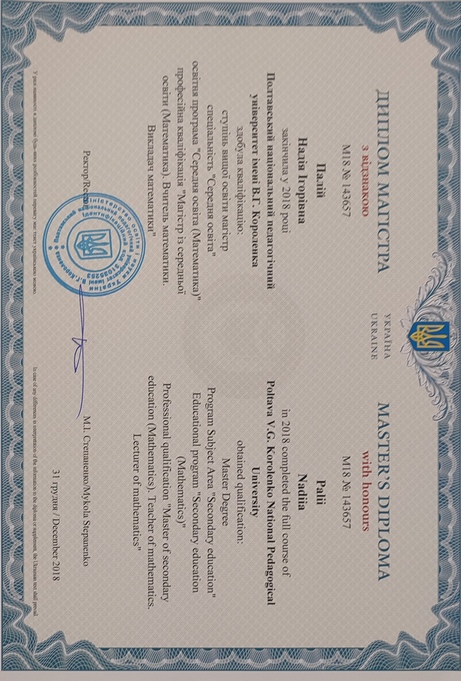 УКРАЇНА
UKRAINE
ДИПЛОМ МАГІСТРА
з відзнакою
М18 № 143657
Палій
Надія Ігорівна
закінчила у 2018 році
Полтавський національний педагогічний
університет імені В.Г. Короленка
здобула кваліфікацію:
ступінь вищої освіти магістр
спеціальність "Середня освіта"
освітня програма "Середня освіта (Математика)"
професійна кваліфікація "Магістр із середньої
освіти (Математика). Вчитель математики.
Викладач математики"
MASTER'S DIPLOMA
with honours
M18 № 143657
Palii
Nadiia
in 2018 completed the full course of
Poltava V.G. Korolenko National Pedagogical
University
obtained qualification:
Master Degree
Program Subject Area "Secondary education"
Educational program "Secondary education
(Mathematics)"
Professional qualification "Master of secondary
education (Mathematics). Teacher of mathematics.
Lecturer of mathematics"
Ректор/Rector
М.І. Степаненко/Mykola Stepanenko
31 грудня / December 2018